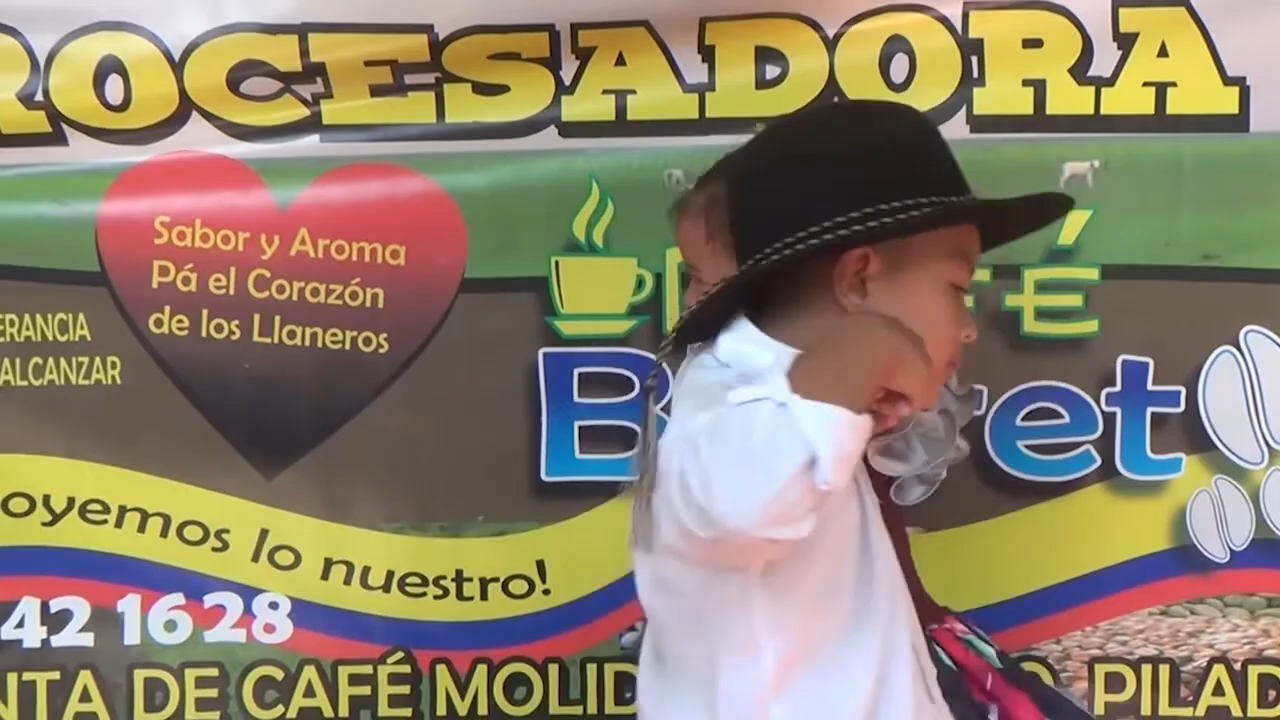 ROCESADORA
Sabor y Aroma
Pá el Corazón
de los Llaneros
ERANCIA
ALCANZAR
oyemos lo nuestro!
42 1628
NTA DE CAFÉ MOLID PILAD